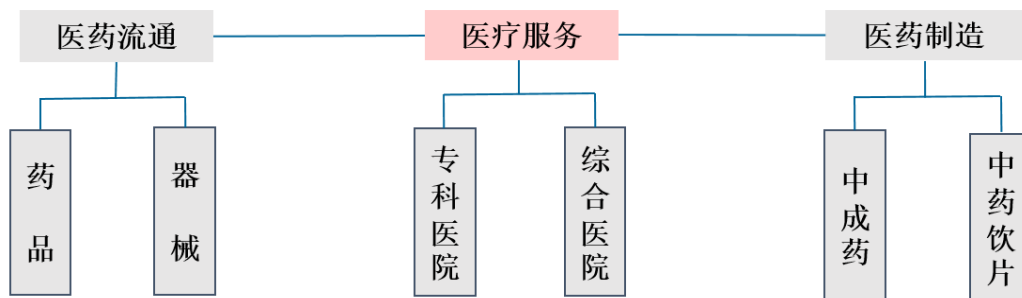 医药流通
医疗服务
医药制造
药品
器械
专科医院
综合医院
中成药
中药饮片